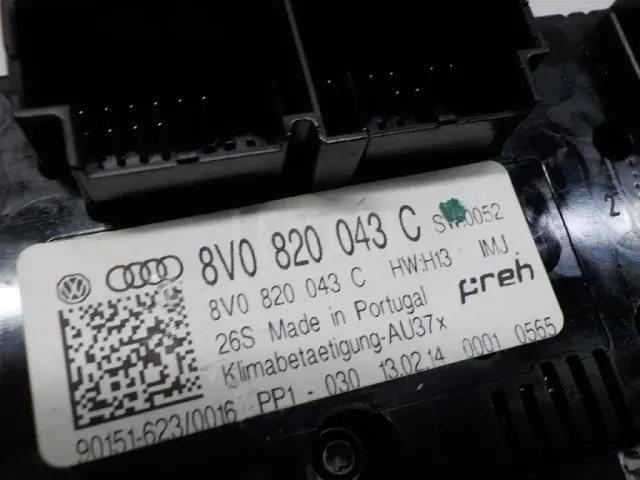 8V0 820 043 C SW:0052
8V0 820 043 C HW:H13 IMJ
26S Made in Portugal preh
Klimabetaetigung-AU37x
90151-623/0016 PP1 - 030 13.02.14 0001 0565
2